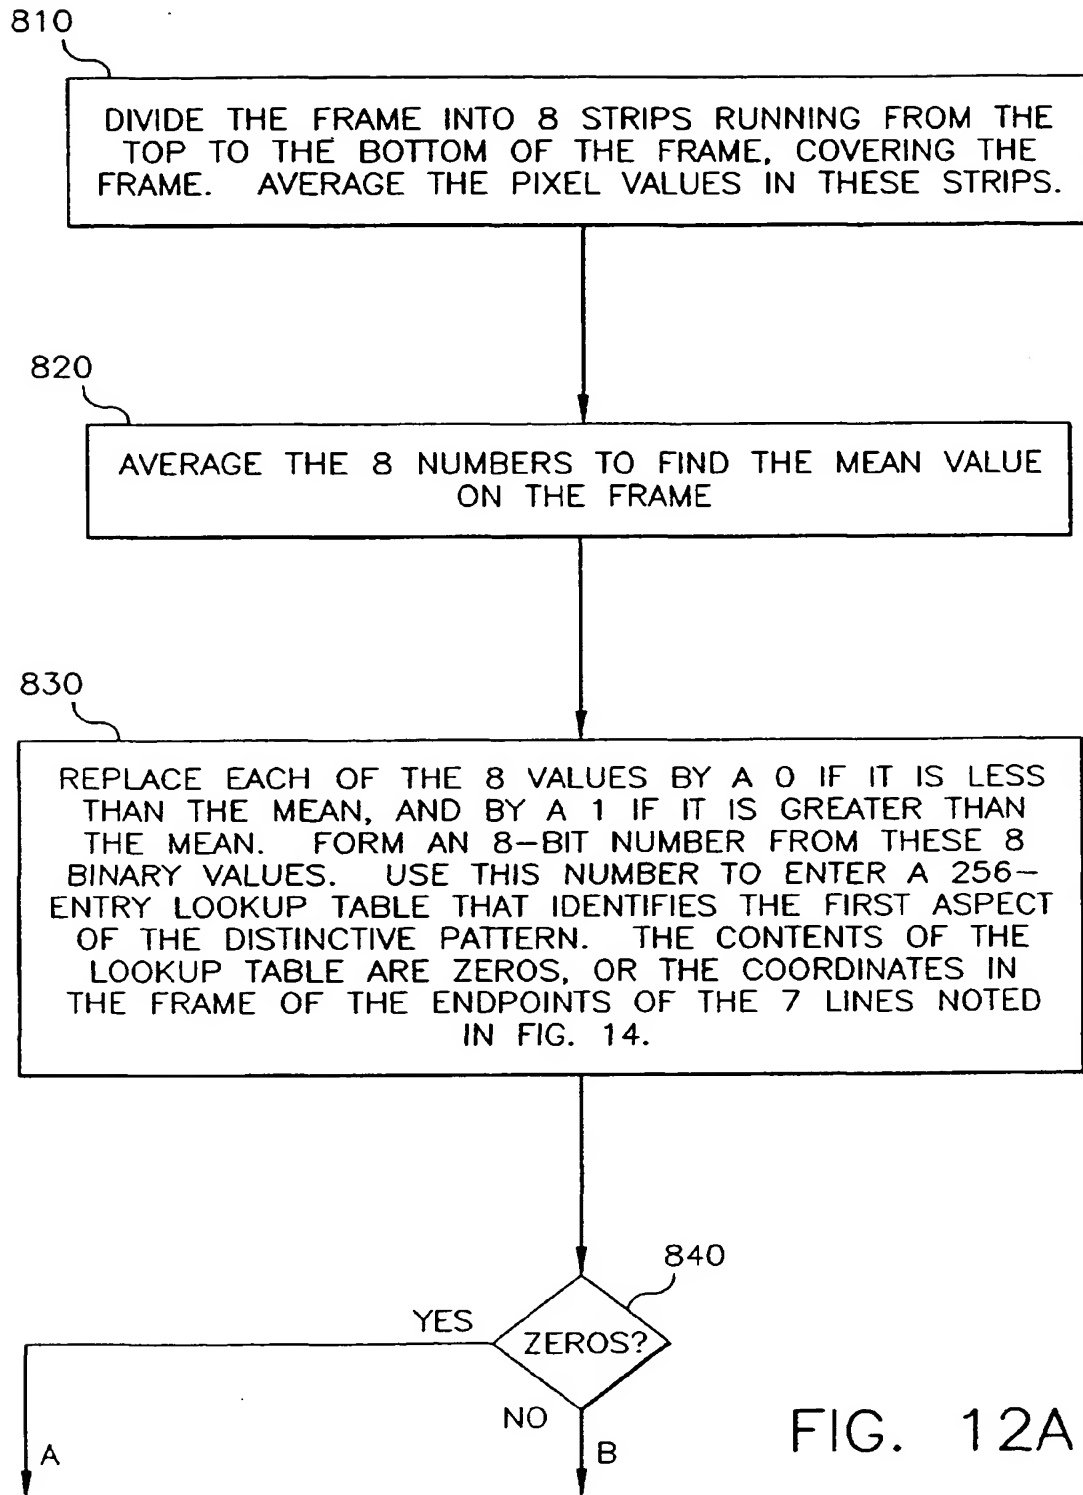 810
DIVIDE THE FRAME INTO 8 STRIPS RUNNING FROM THE
TOP TO THE BOTTOM OF THE FRAME, COVERING THE
FRAME. AVERAGE THE PIXEL VALUES IN THESE STRIPS.
820
AVERAGE THE 8 NUMBERS TO FIND THE MEAN VALUE
ON THE FRAME
830
REPLACE EACH OF THE 8 VALUES BY A 0 IF IT IS LESS
THAN THE MEAN, AND BY A 1 IF IT IS GREATER THAN
THE MEAN. FORM AN 8-BIT NUMBER FROM THESE 8
BINARY VALUES. USE THIS NUMBER TO ENTER A 256-
ENTRY LOOKUP TABLE THAT IDENTIFIES THE FIRST ASPECT
OF THE DISTINCTIVE PATTERN. THE CONTENTS OF THE
LOOKUP TABLE ARE ZEROS, OR THE COORDINATES IN
THE FRAME OF THE ENDPOINTS OF THE 7 LINES NOTED
IN FIG. 14.
840
YES
ZEROS?
NO
A
B
FIG. 12A